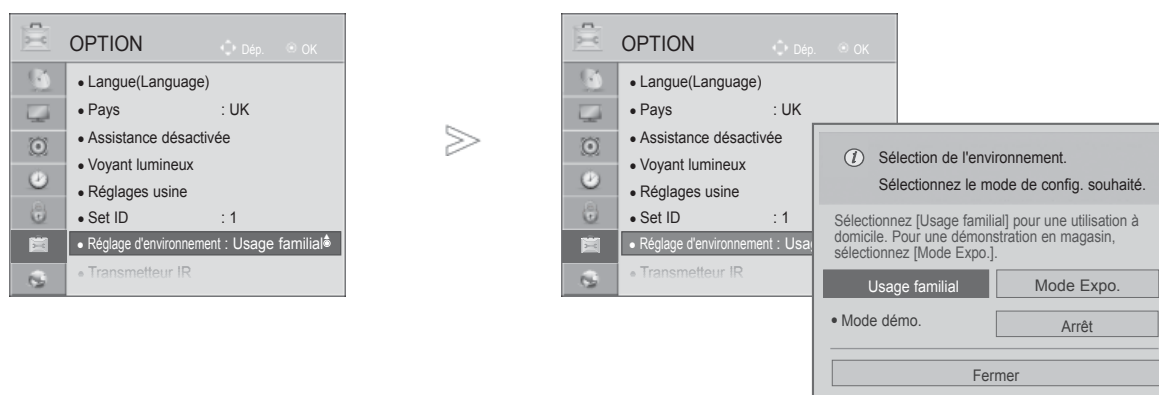 OPTION
Dép. OK
• Langue(Language)
• Pays : UK
• Assistance désactivée
• Voyant lumineux
• Réglages usine
• Set ID : 1
• Réglage d'environnement : Usage familial
• Transmetteur IR
OPTION
Dép. OK
• Langue(Language)
• Pays : UK
• Assistance désactivée
• Voyant lumineux
• Réglages usine
• Set ID : 1
• Réglage d'environnement : Usa
• Transmetteur IR
Sélection de l'environnement.
Sélectionnez le mode de config. souhaité.
Sélectionnez [Usage familial] pour une utilisation à
domicile. Pour une démonstration en magasin,
sélectionnez [Mode Expo.].
Usage familial Mode Expo.
• Mode démo. Arrêt
Fermer